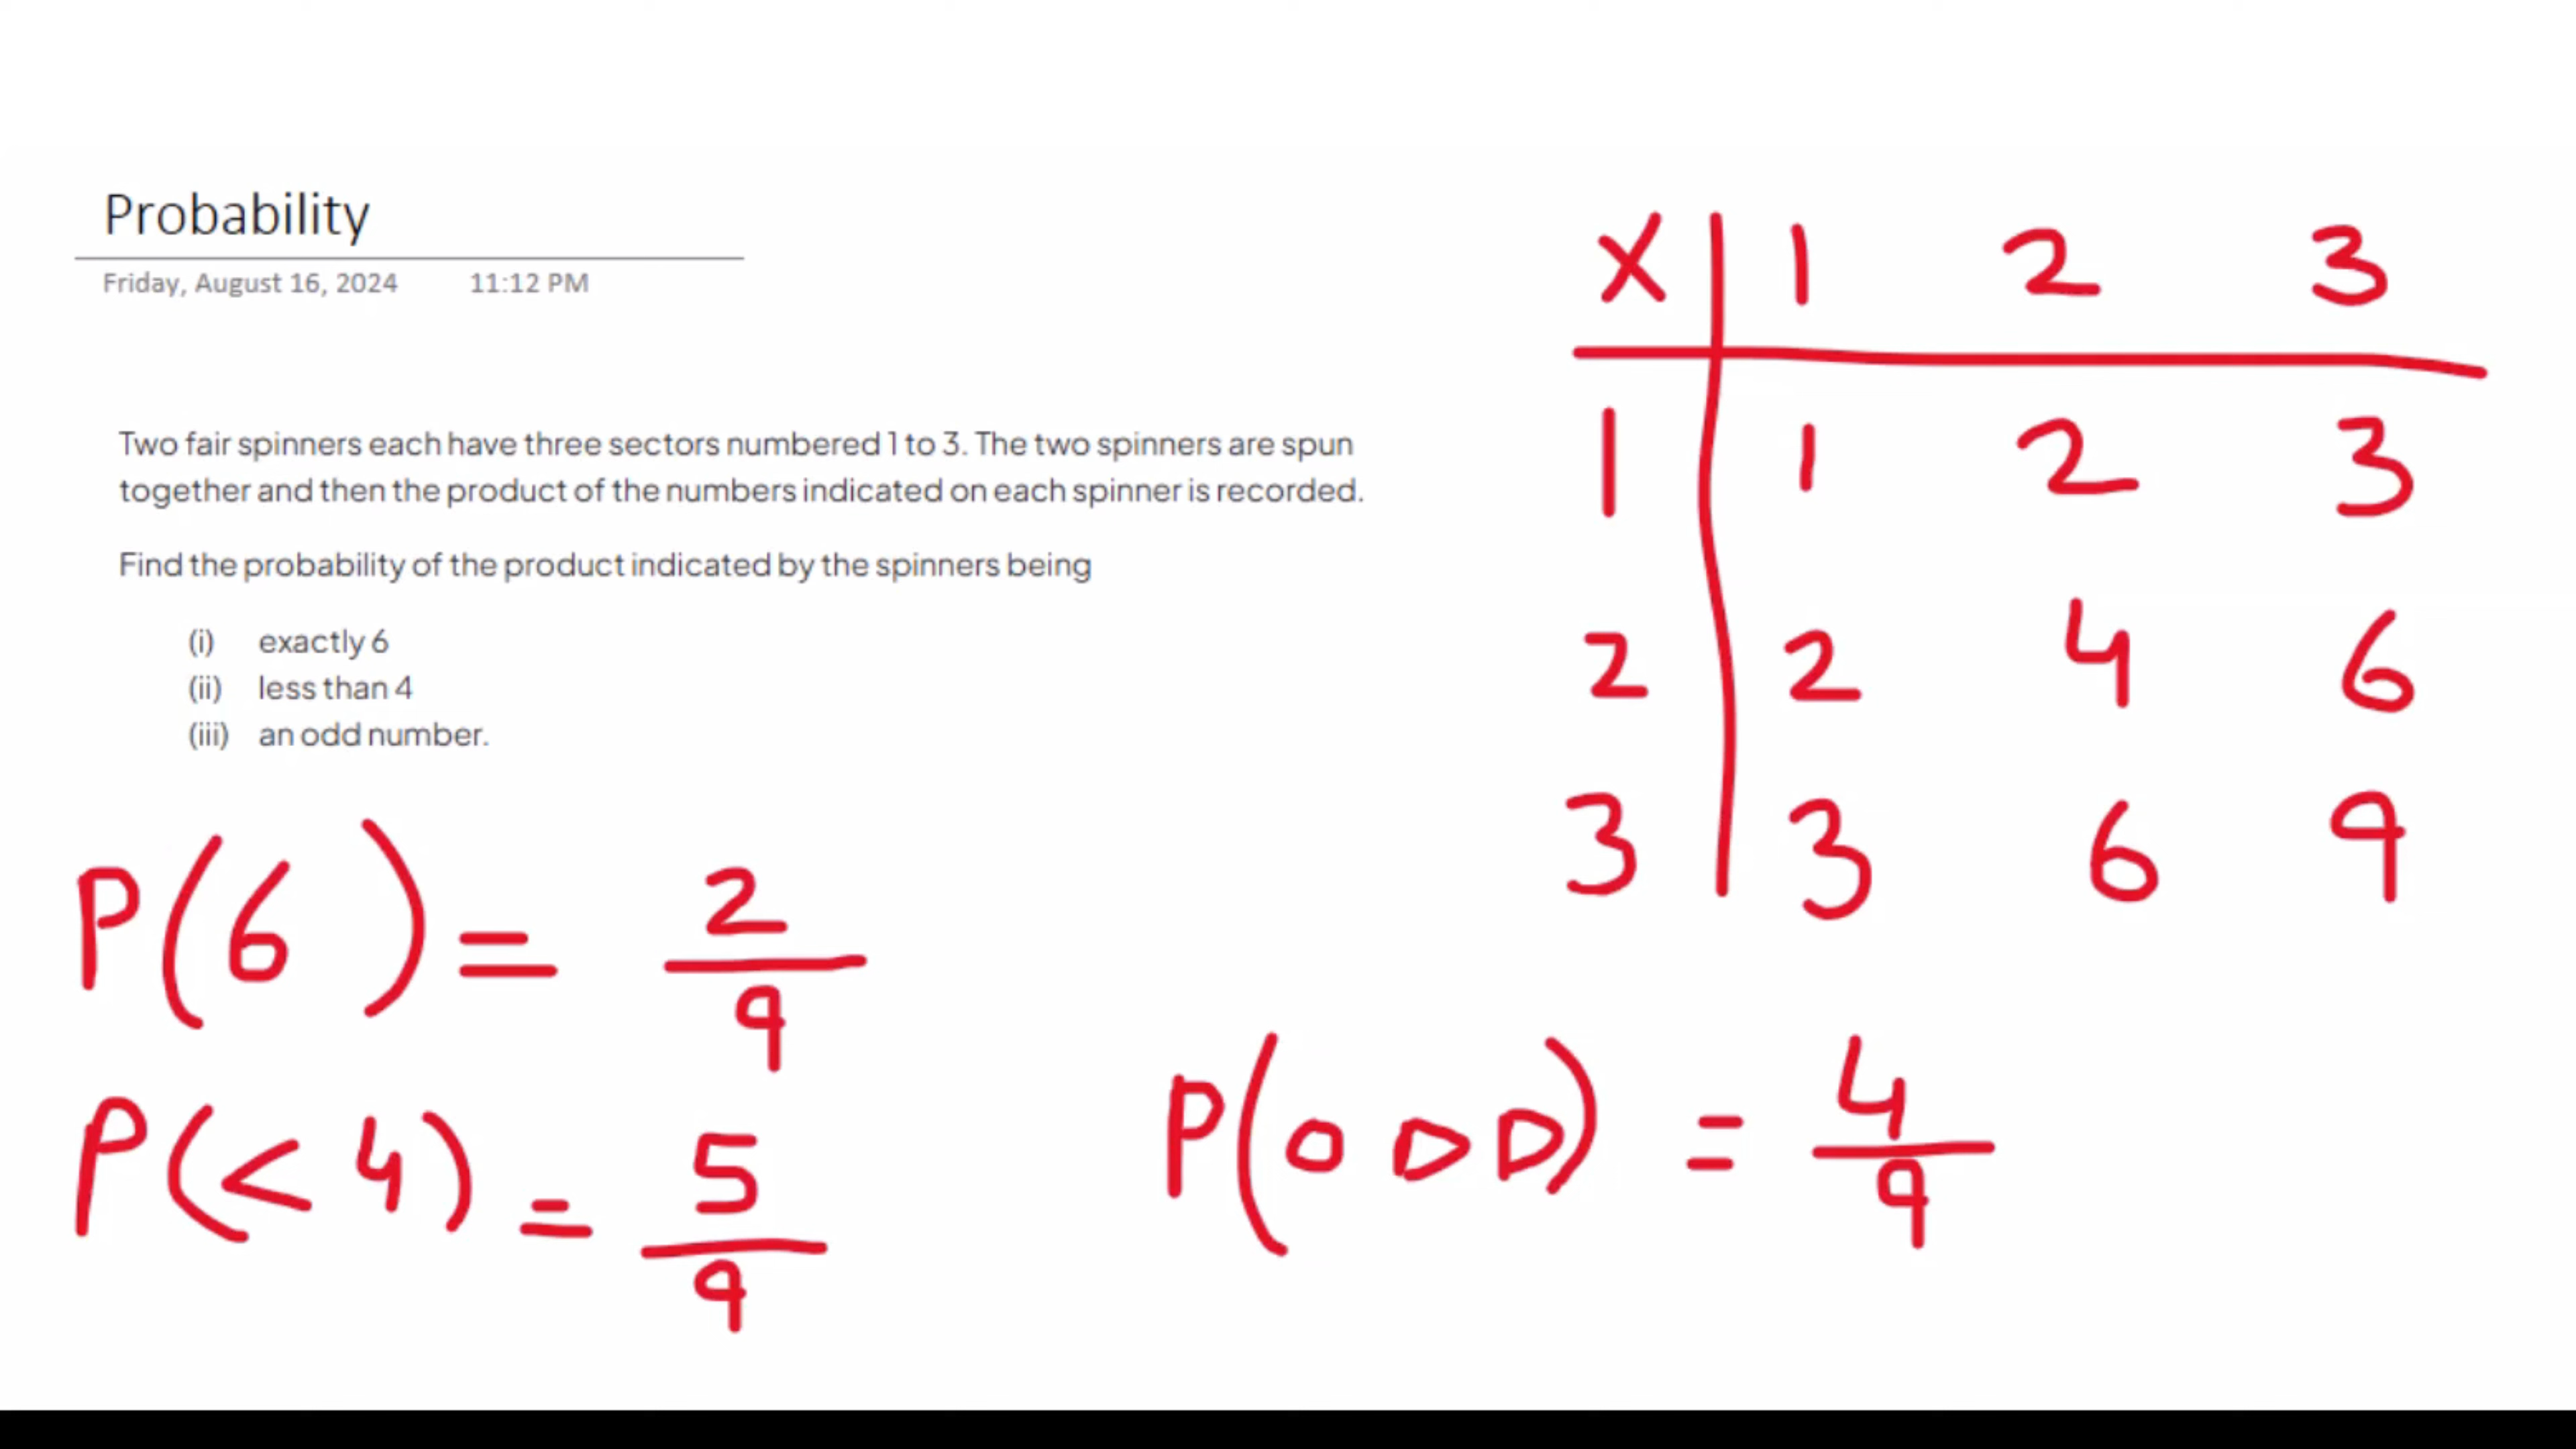 Probability
Friday, August 16, 2024 11:12 PM
Two fair spinners each have three sectors numbered 1 to 3. The two spinners are spun
together and then the product of the numbers indicated on each spinner is recorded.
Find the probability of the product indicated by the spinners being
(i) exactly 6
(ii) less than 4
(iii) an odd number.
X 1 2 3
1 1 2 3
2 2 4 6
3 3 6 9
P(6) = 2/9
P(<4) = 5/9
P(ODD) = 4/9